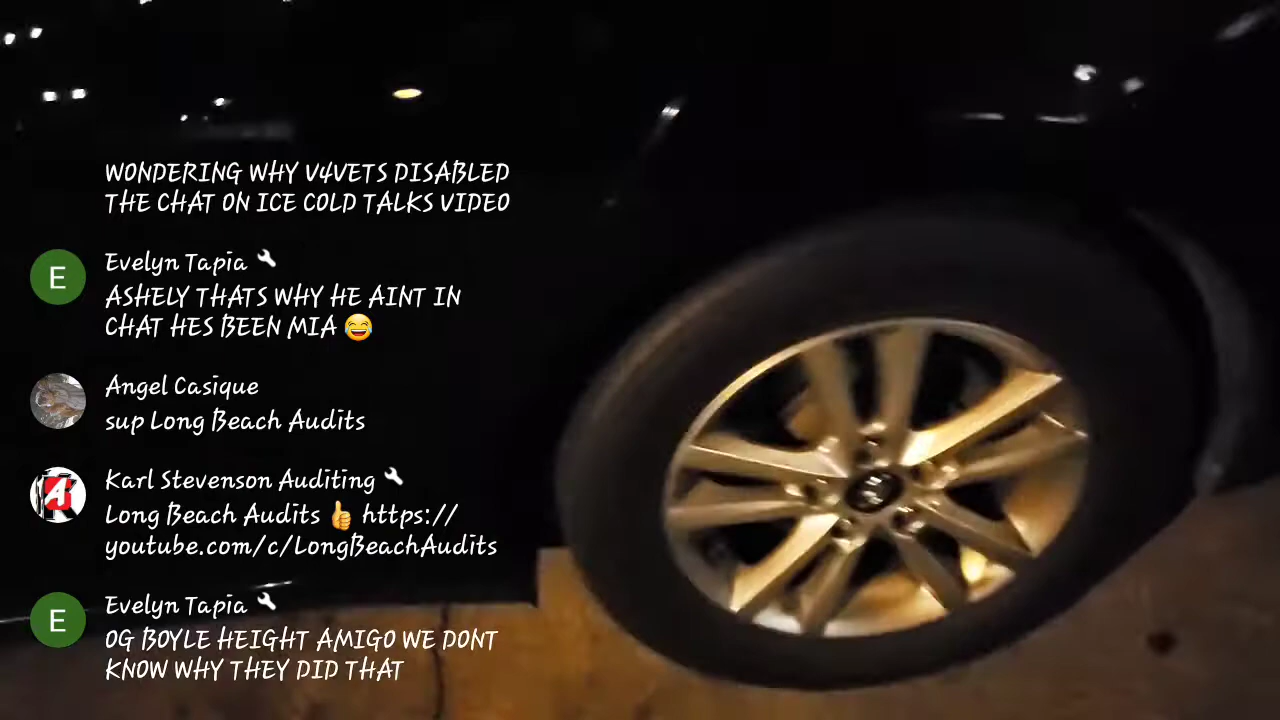 WONDERING WHY V4VETS DISABLED
THE CHAT ON ICE COLD TALKS VIDEO
E
Evelyn Tapia
ASHELY THATS WHY HE AINT IN
CHAT HES BEEN MIA 😂
Angel Casique
sup Long Beach Audits
Karl Stevenson Auditing
Long Beach Audits 👍 https://
youtube.com/c/LongBeachAudits
E
Evelyn Tapia
OG BOYLE HEIGHT AMIGO WE DONT
KNOW WHY THEY DID THAT